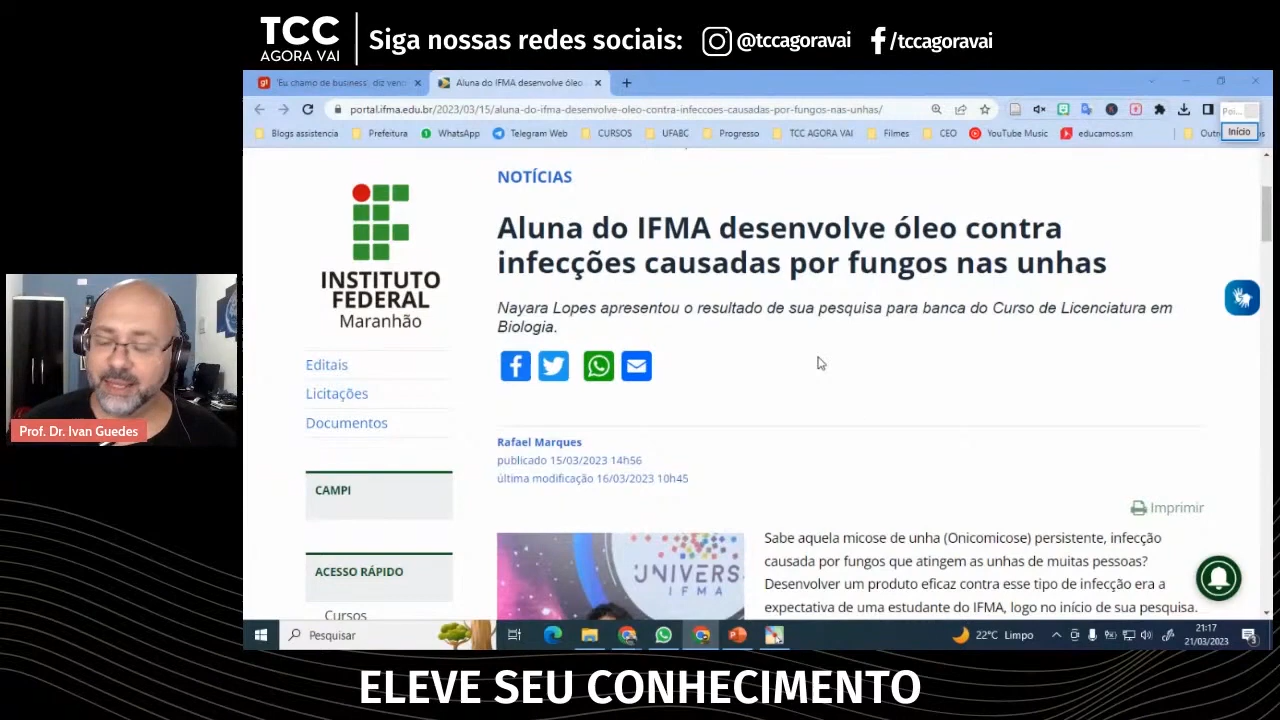 TCC
AGORA VAI
Siga nossas redes sociais:
@tccagoravai
/tccagoravai
Aluna do IFMA desenvolve óleo
portal.ifma.edu.br/2023/03/15/aluna-do-ifma-desenvolve-oleo-contra-infeccoes-causadas-por-fungos-nas-unhas/
Blogs assistencia
Prefeitura
WhatsApp
Telegram Web
CURSOS
UFABC
Progresso
TCC AGORA VAI
Filmes
CEO
YouTube Music
educamos.sm
Início
NOTÍCIAS
Aluna do IFMA desenvolve óleo contra
infecções causadas por fungos nas unhas
Nayara Lopes apresentou o resultado de sua pesquisa para banca do Curso de Licenciatura em
Biologia.
INSTITUTO
FEDERAL
Maranhão
Editais
Licitações
Documentos
CAMPI
ACESSO RÁPIDO
Cursos
Rafael Marques
publicado 15/03/2023 14h56
última modificação 16/03/2023 10h45
Imprimir
UNIVERS
IFMA
Sabe aquela micose de unha (Onicomicose) persistente, infecção
causada por fungos que atingem as unhas de muitas pessoas?
Desenvolver um produto eficaz contra esse tipo de infecção era a
expectativa de uma estudante do IFMA, logo no início de sua pesquisa.
Prof. Dr. Ivan Guedes
Pesquisar
22°C Limpo
21:17
21/03/2023
ELEVE SEU CONHECIMENTO